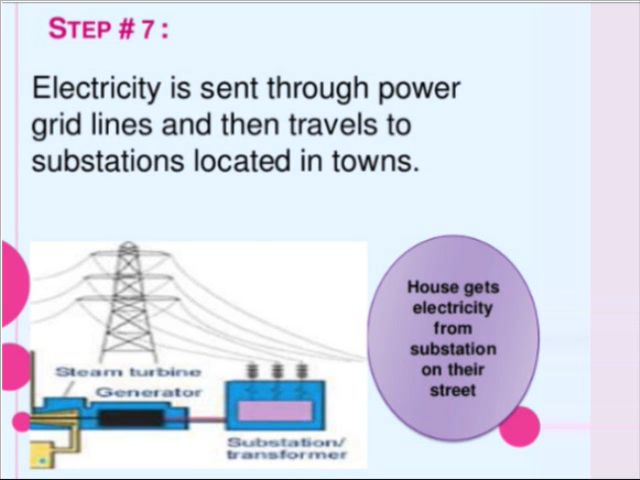 STEP # 7 :
Electricity is sent through power
grid lines and then travels to
substations located in towns.
House gets
electricity
from
substation
on their
street
Steam turbine
Generator
Substation/
transformer